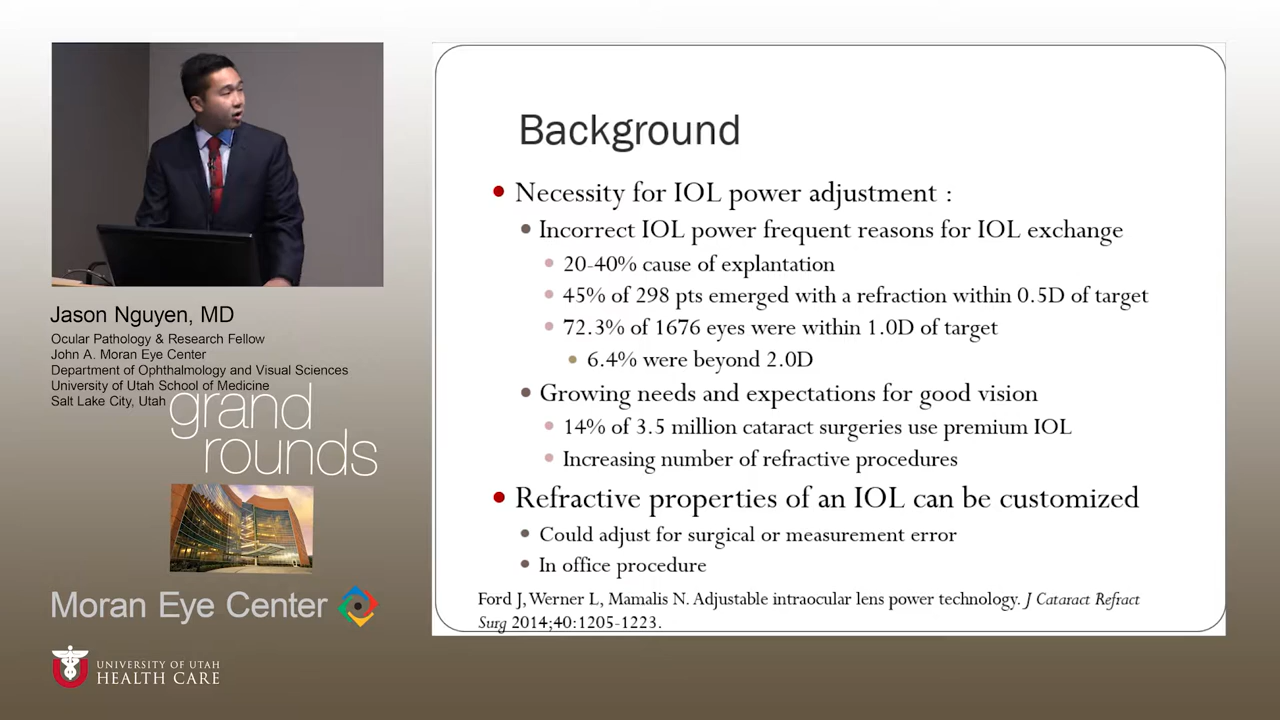 Background
• Necessity for IOL power adjustment :
• Incorrect IOL power frequent reasons for IOL exchange
• 20-40% cause of explantation
• 45% of 298 pts emerged with a refraction within 0.5D of target
• 72.3% of 1676 eyes were within 1.0D of target
• 6.4% were beyond 2.0D
• Growing needs and expectations for good vision
• 14% of 3.5 million cataract surgeries use premium IOL
• Increasing number of refractive procedures
• Refractive properties of an IOL can be customized
• Could adjust for surgical or measurement error
• In office procedure
Ford J, Werner L, Mamalis N. Adjustable intraocular lens power technology. J Cataract Refract
Surg 2014;40:1205-1223.
Jason Nguyen, MD
Ocular Pathology & Research Fellow
John A. Moran Eye Center
Department of Ophthalmology and Visual Sciences
University of Utah School of Medicine
Salt Lake City, Utah
grand
rounds
Moran Eye Center
UNIVERSITY OF UTAH
HEALTH CARE